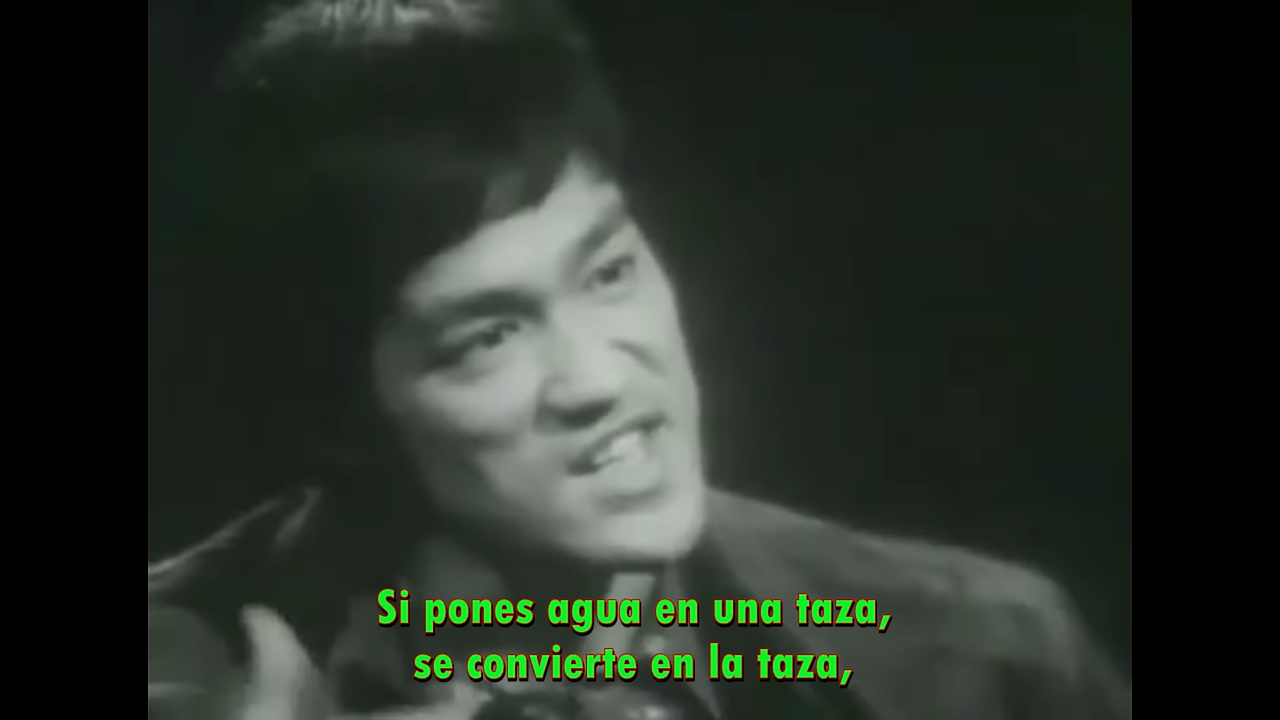 Si pones agua en una taza,
se convierte en la taza,